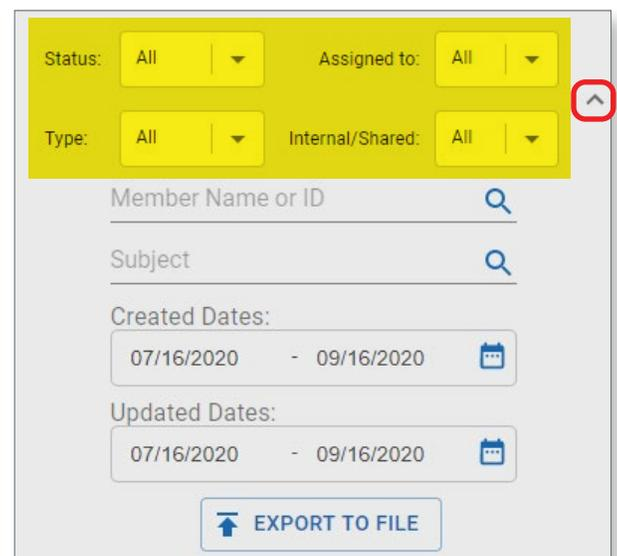 Status: All Assigned to: All
Type: All Internal/Shared: All
Member Name or ID
Subject
Created Dates:
07/16/2020 - 09/16/2020
Updated Dates:
07/16/2020 - 09/16/2020
EXPORT TO FILE